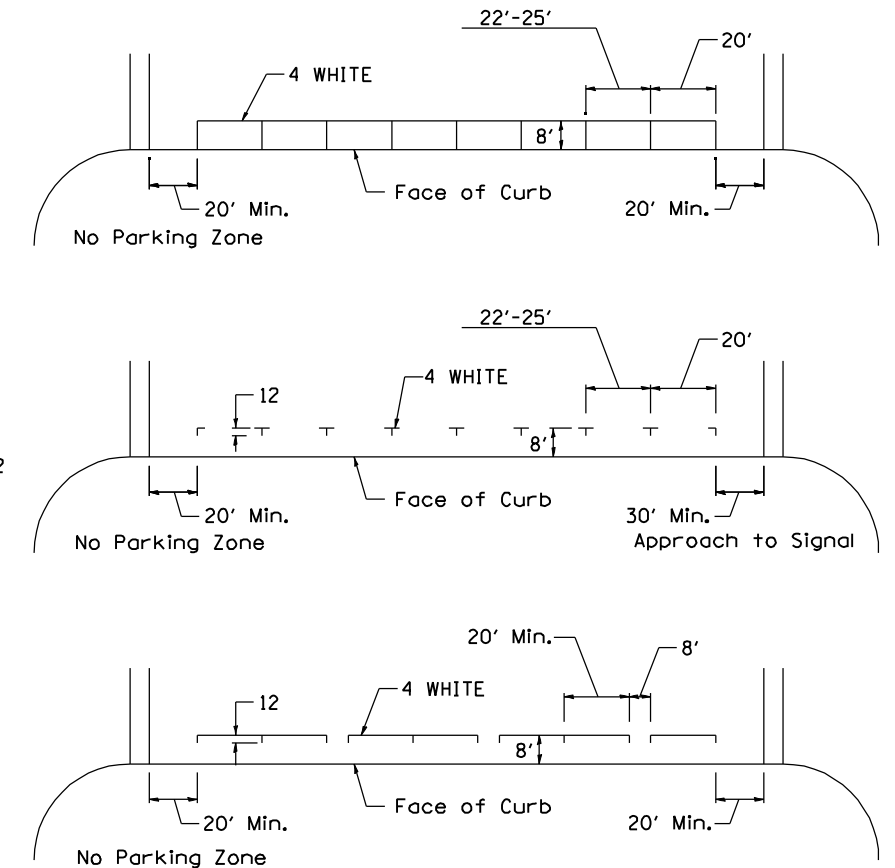 22'-25'
20'
4 WHITE
8'
Face of Curb
20' Min.
20' Min.
No Parking Zone
22'-25'
20'
4 WHITE
12
8'
2
Face of Curb
20' Min.
30' Min.
No Parking Zone
Approach to Signal
20' Min.
8'
4 WHITE
12
8'
Face of Curb
20' Min.
20' Min.
No Parking Zone